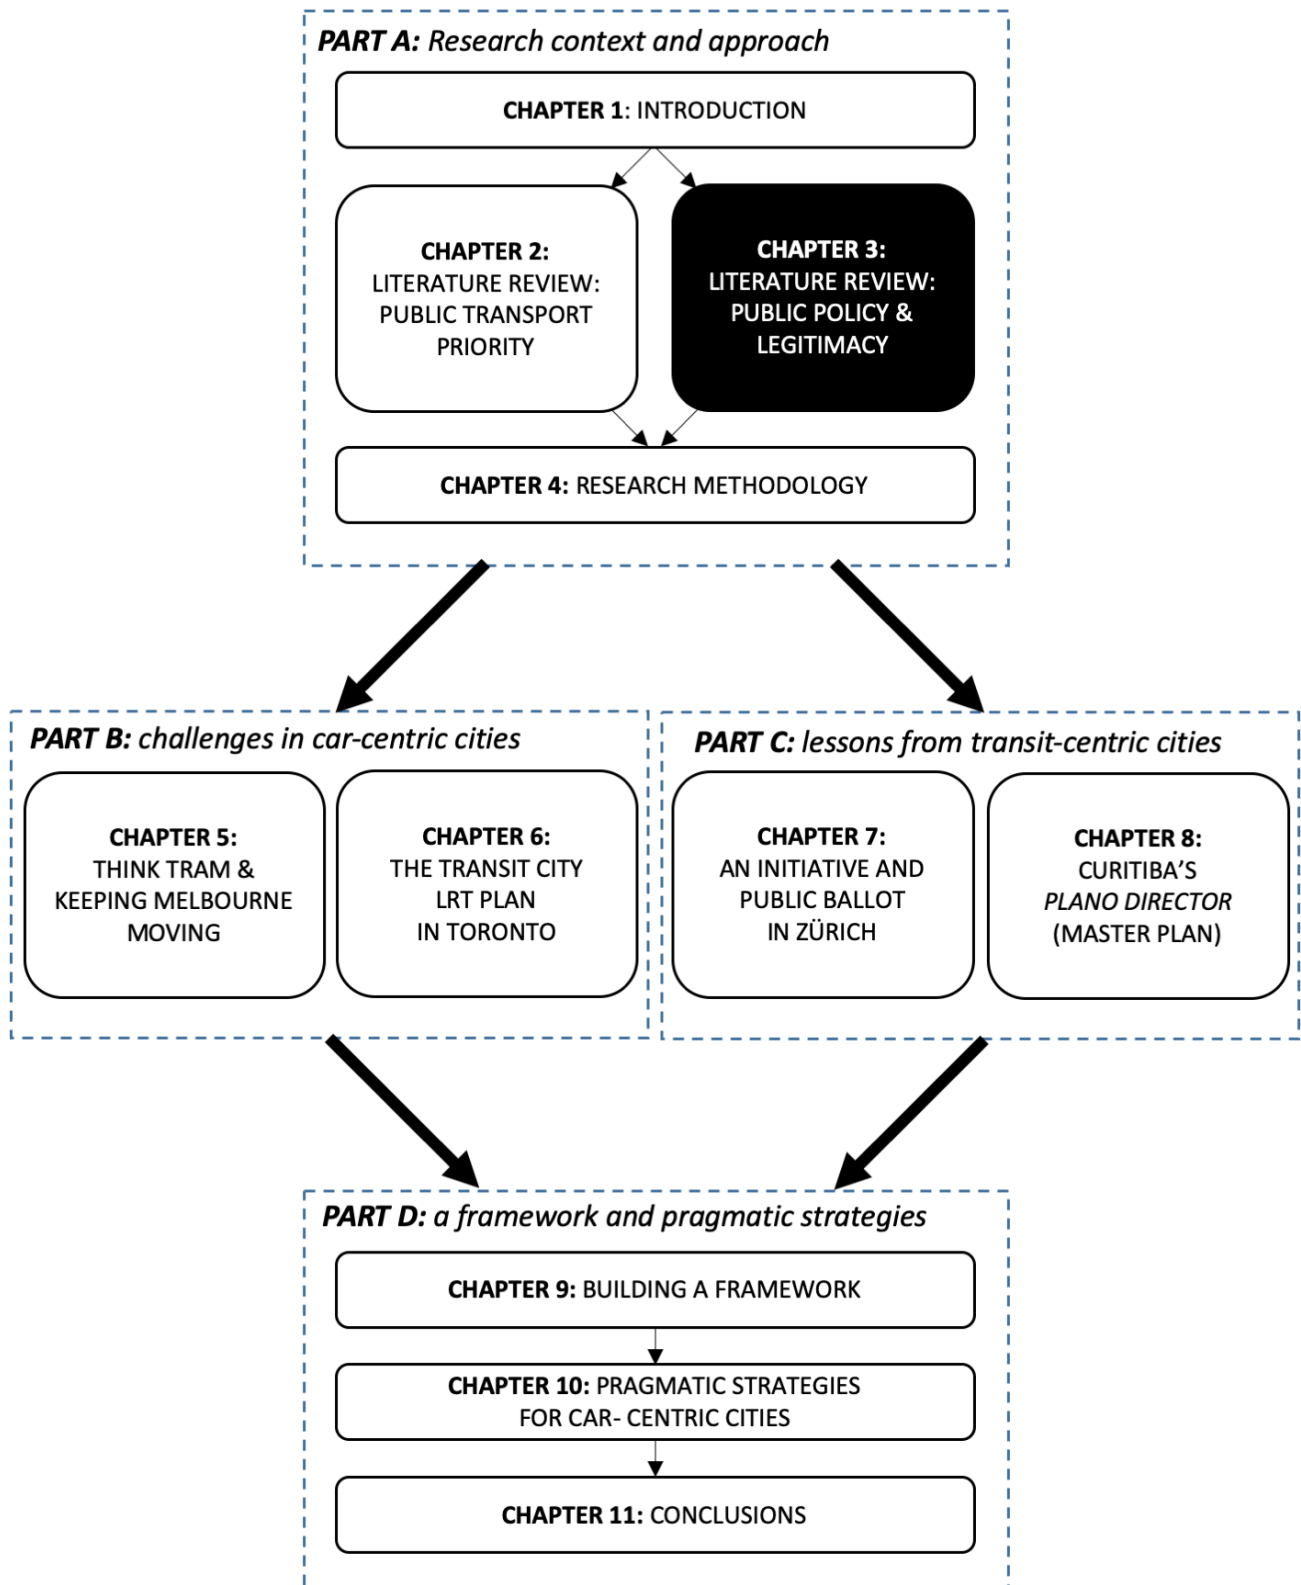 PART A: Research context and approach
CHAPTER 1: INTRODUCTION
CHAPTER 2:
LITERATURE REVIEW:
PUBLIC TRANSPORT
PRIORITY
CHAPTER 3:
LITERATURE REVIEW:
PUBLIC POLICY &
LEGITIMACY
CHAPTER 4: RESEARCH METHODOLOGY
PART B: challenges in car-centric cities
CHAPTER 5:
THINK TRAM &
KEEPING MELBOURNE
MOVING
CHAPTER 6:
THE TRANSIT CITY
LRT PLAN
IN TORONTO
PART C: lessons from transit-centric cities
CHAPTER 7:
AN INITIATIVE AND
PUBLIC BALLOT
IN ZÜRICH
CHAPTER 8:
CURITIBA’S
PLANO DIRECTOR
(MASTER PLAN)
PART D: a framework and pragmatic strategies
CHAPTER 9: BUILDING A FRAMEWORK
CHAPTER 10: PRAGMATIC STRATEGIES
FOR CAR- CENTRIC CITIES
CHAPTER 11: CONCLUSIONS